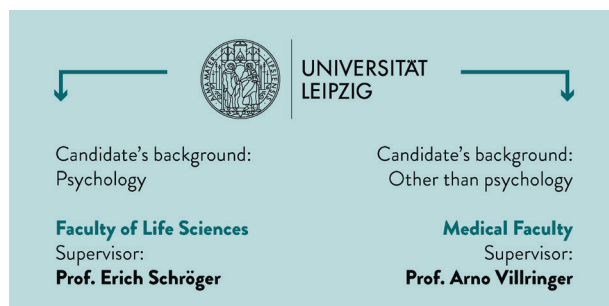 UNIVERSITÄT
LEIPZIG
Candidate's background:
Psychology
Faculty of Life Sciences
Supervisor:
Prof. Erich Schröger
Candidate's background:
Other than psychology
Medical Faculty
Supervisor:
Prof. Arno Villringer